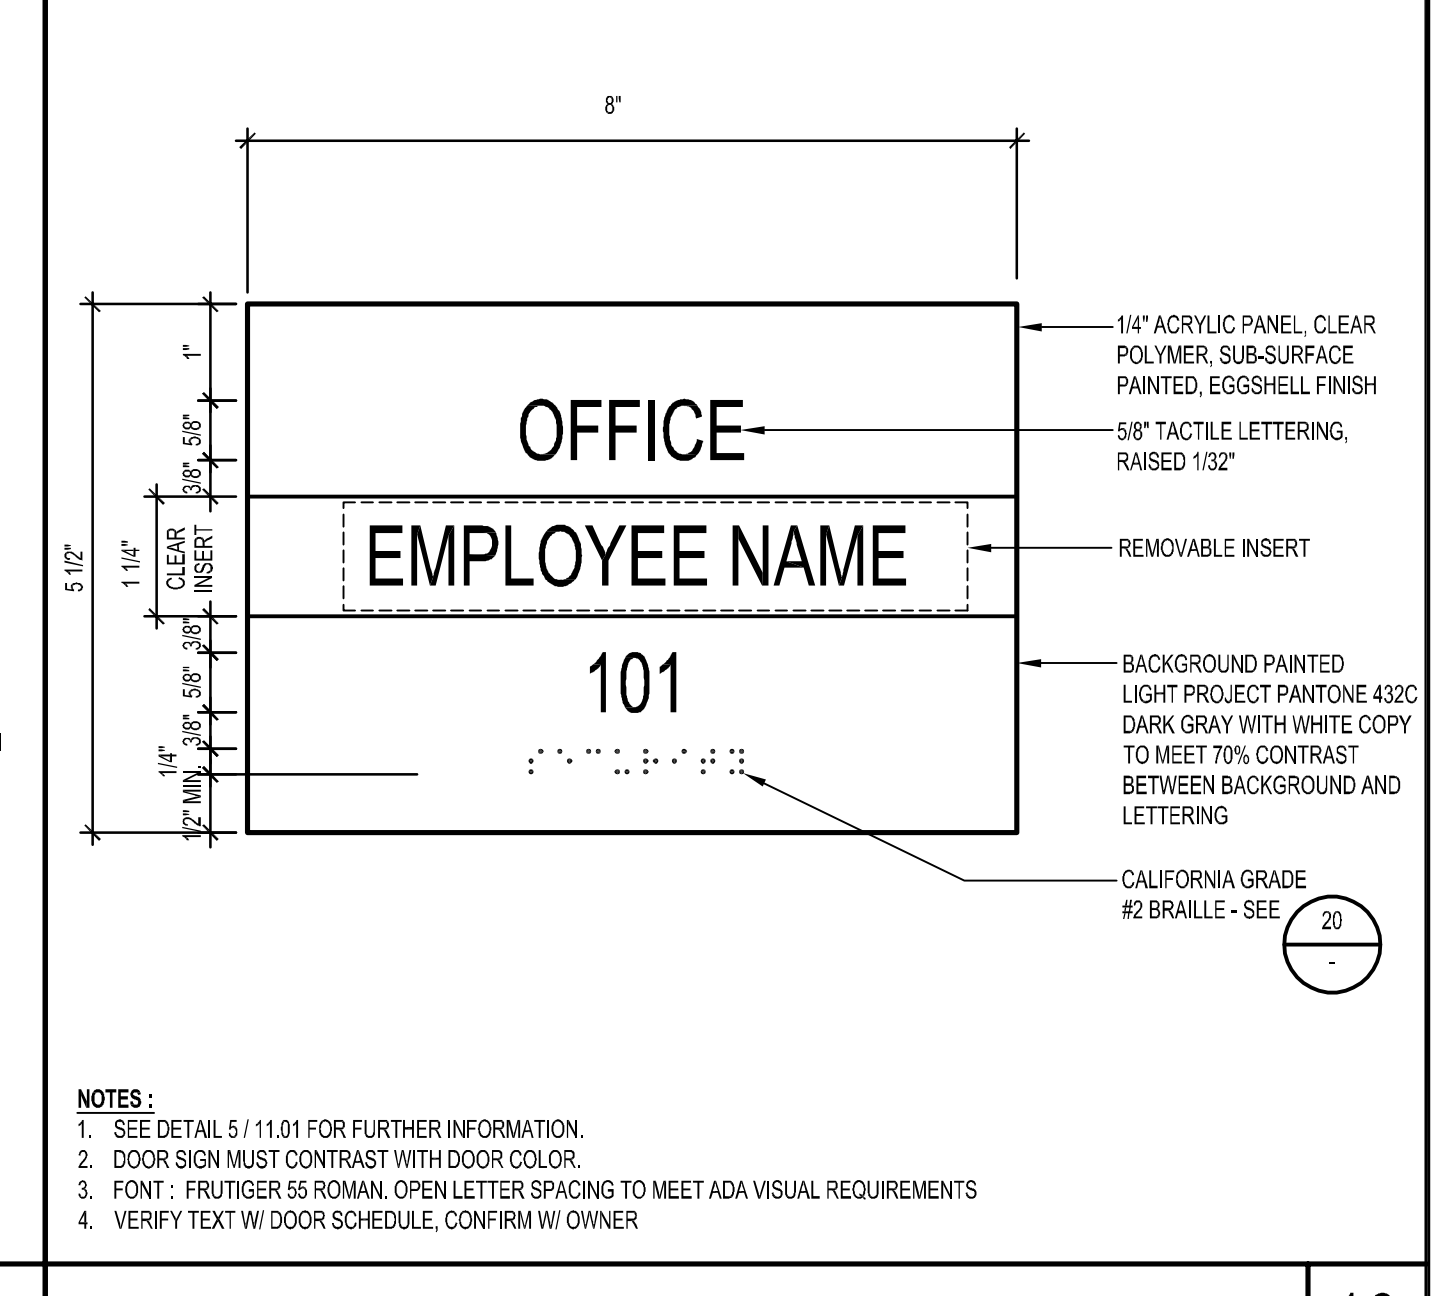 8"
1/4" ACRYLIC PANEL, CLEAR
POLYMER, SUB-SURFACE
PAINTED, EGGSHELL FINISH
1"
OFFICE
5/8"
5/8" TACTILE LETTERING,
RAISED 1/32"
3/8"
5 1/2"
1 1/4"
CLEAR
INSERT
EMPLOYEE NAME
REMOVABLE INSERT
3/8"
101
5/8"
BACKGROUND PAINTED
LIGHT PROJECT PANTONE 432C
DARK GRAY WITH WHITE COPY
TO MEET 70% CONTRAST
BETWEEN BACKGROUND AND
LETTERING
3/8"
1/4"
1/2" MIN.
CALIFORNIA GRADE
#2 BRAILLE - SEE
20
-
NOTES :
1. SEE DETAIL 5 / 11.01 FOR FURTHER INFORMATION.
2. DOOR SIGN MUST CONTRAST WITH DOOR COLOR.
3. FONT : FRUTIGER 55 ROMAN. OPEN LETTER SPACING TO MEET ADA VISUAL REQUIREMENTS
4. VERIFY TEXT W/ DOOR SCHEDULE, CONFIRM W/ OWNER